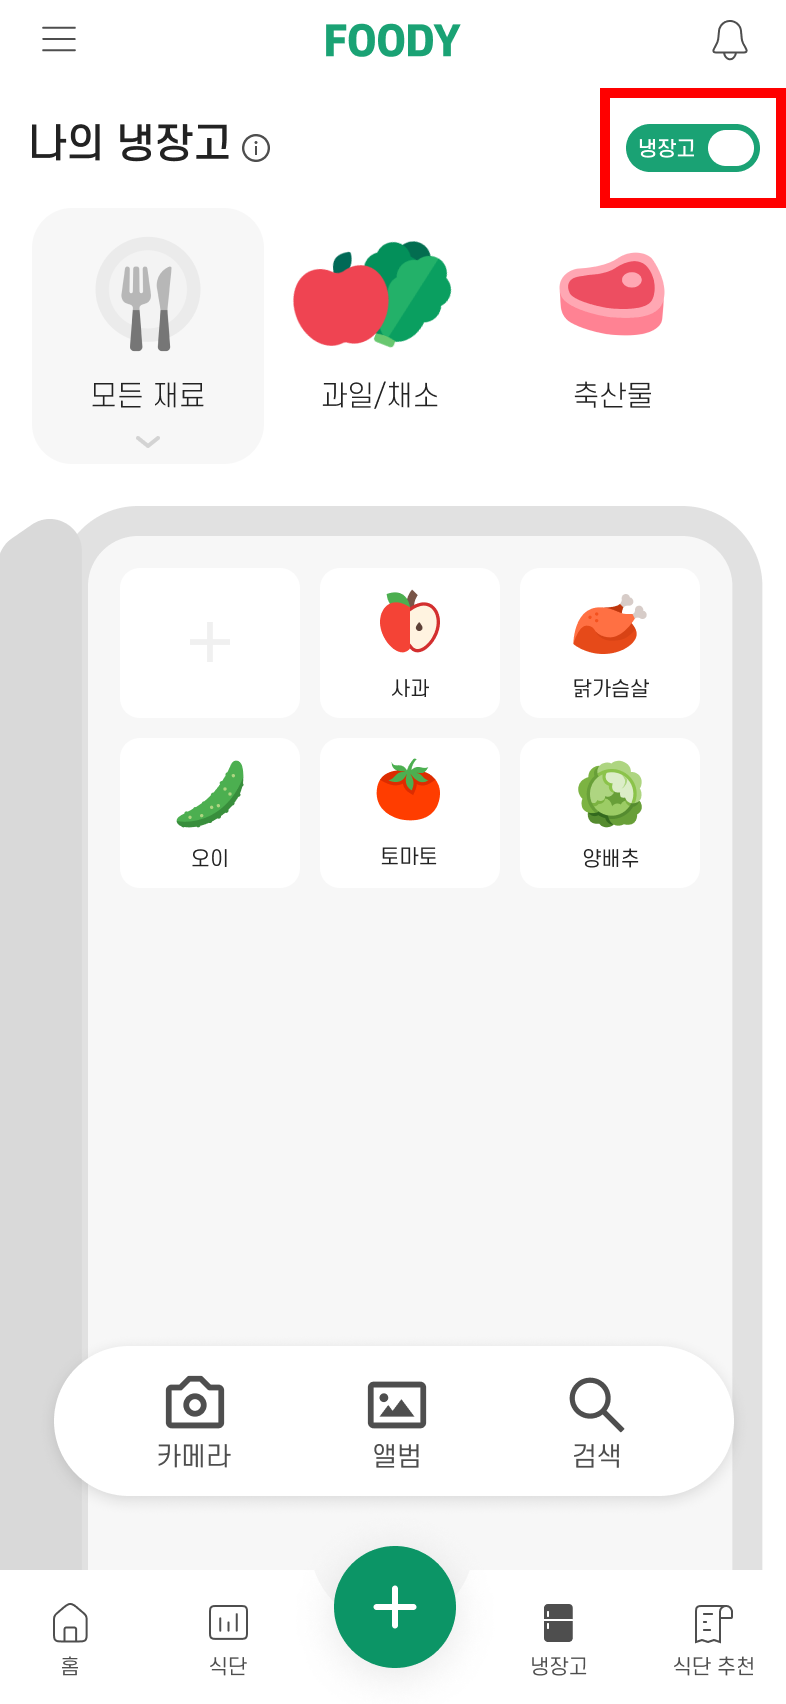 FOODY
나의 냉장고
냉장고
모든 재료
과일/채소
축산물
사과
닭가슴살
오이
토마토
양배추
카메라
앨범
검색
홈
식단
냉장고
식단 추천